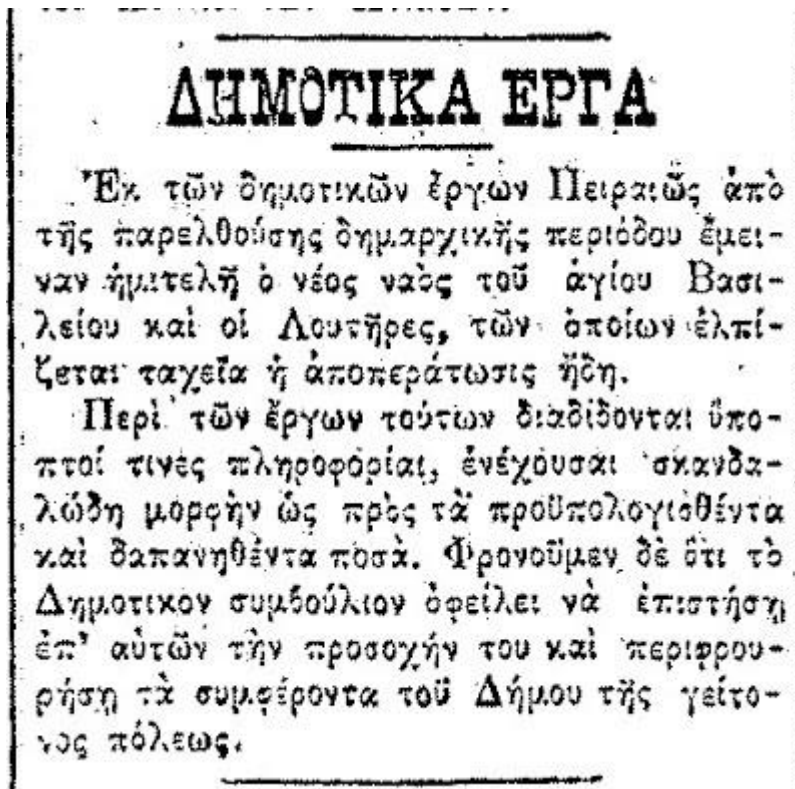 ΔΗΜΟΤΙΚΑ ΕΡΓΑ
Ἐκ τῶν δημοτικῶν ἔργων Πειραιῶς ἀπὸ
τῆς παρελθούσης δημαρχικῆς περιόδου ἔμει-
ναν ἡμιτελῆ ὁ νέος ναὸς τοῦ ἁγίου Βασι-
λείου καὶ οἱ Λουτῆρες, τῶν ὁποίων ἐλπί-
ζεται ταχεῖα ἡ ἀποπεράτωσις ἤδη.
Περὶ τῶν ἔργων τούτων διαδίδονται ὕπο-
πτοί τινες πληροφορίαι, ἐνέχουσαι σκανδα-
λώδη μορφὴν ὡς πρὸς τὰ προϋπολογισθέντα
καὶ δαπανηθέντα ποσὰ. Φρονοῦμεν δὲ ὅτι τὸ
Δημοτικον συμβούλιον ὀφείλει νὰ ἐπιστήσῃ
ἐπ' αὐτῶν τὴν προσοχήν του καὶ περιφρου-
ρήσῃ τὰ συμφέροντα τοῦ Δήμου τῆς γείτο-
νος πόλεως.